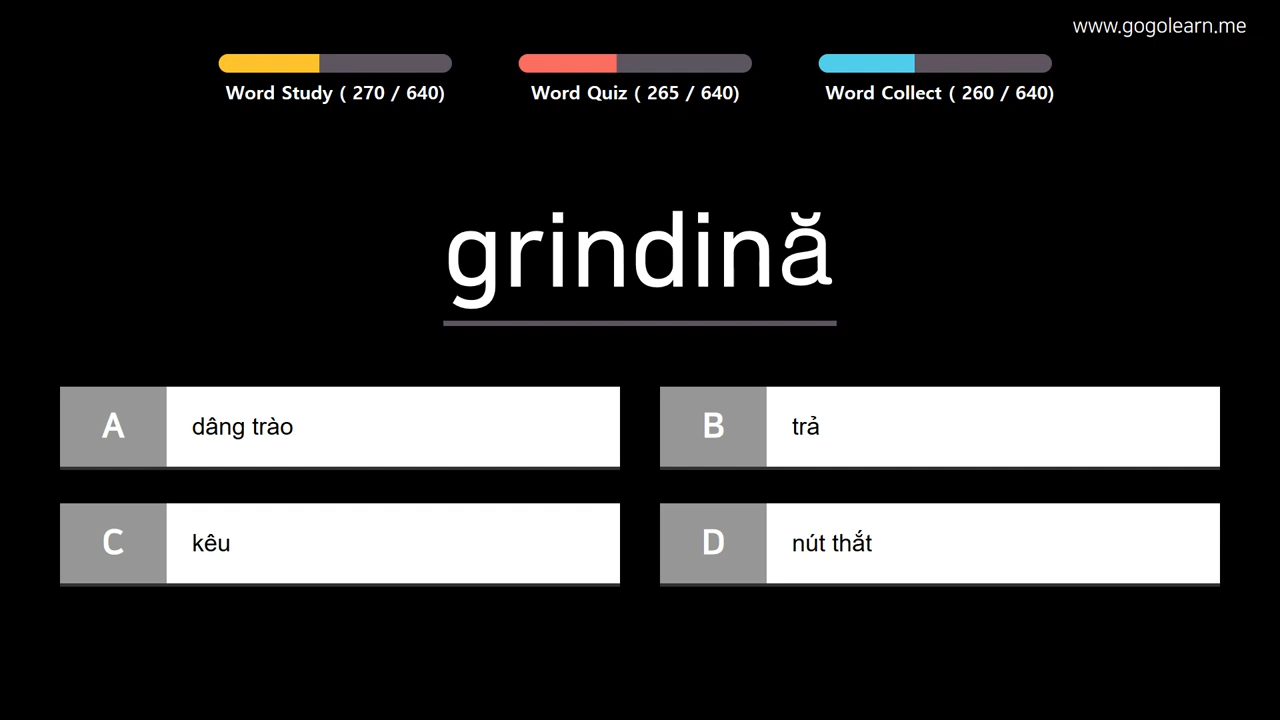 www.gogolearn.me
Word Study ( 270 / 640)
Word Quiz ( 265 / 640)
Word Collect ( 260 / 640)
grindină
A dâng trào
B trả
C kêu
D nút thắt